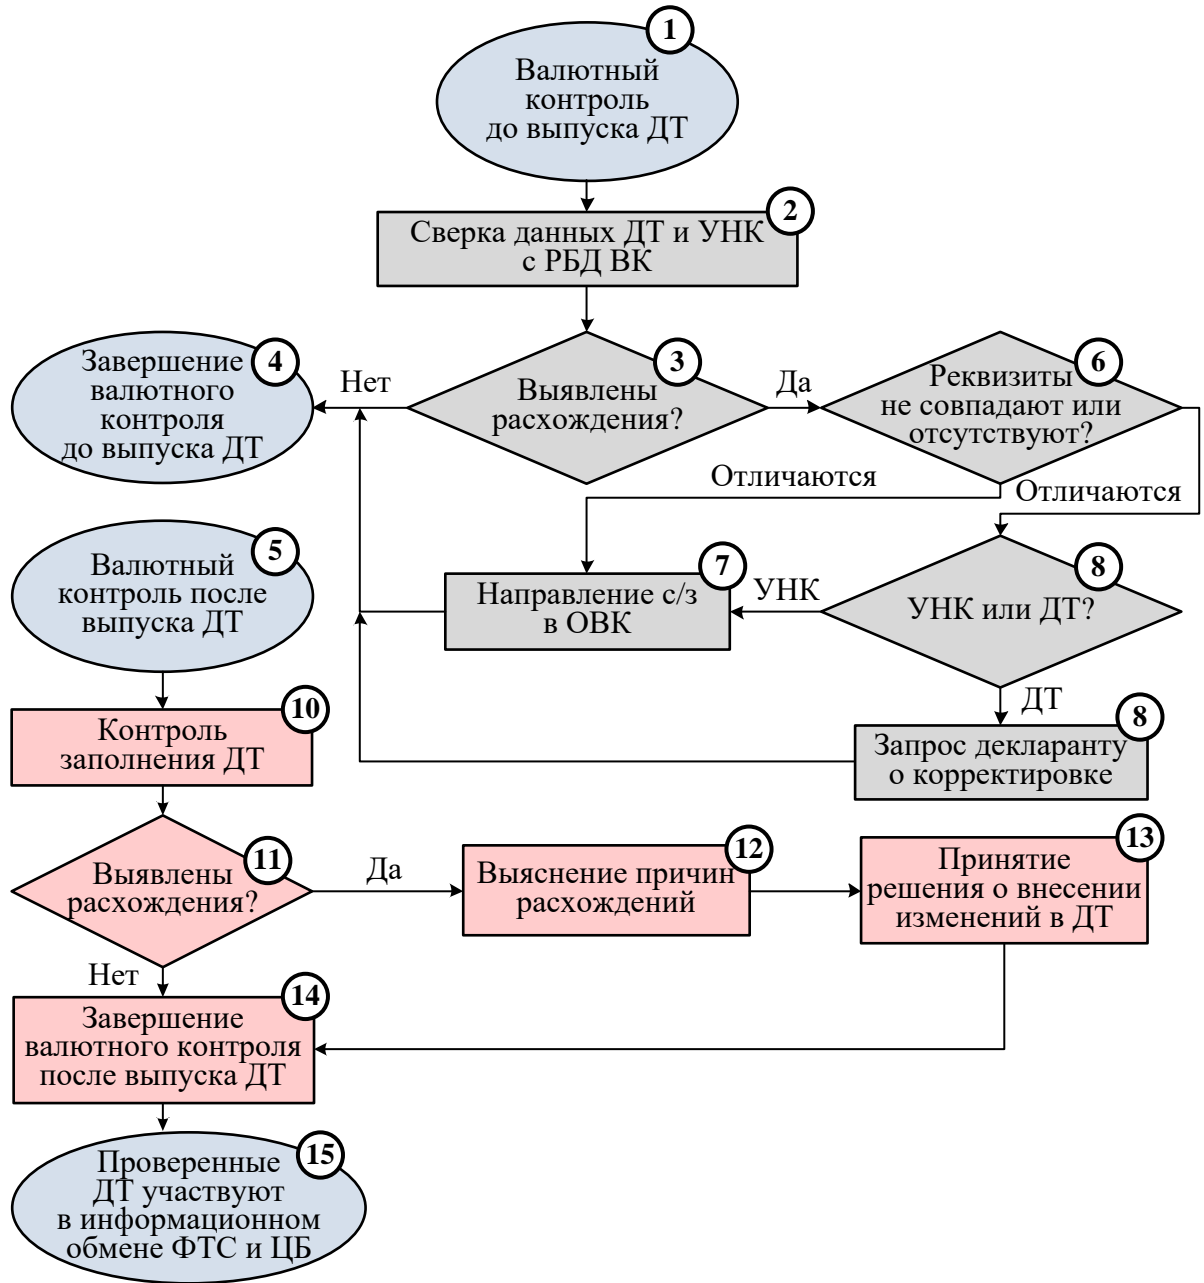 1
Валютный
контроль
до выпуска ДТ
2
Сверка данных ДТ и УНК
с РБД ВК
3
Выявлены
расхождения?
Нет
Да
4
Завершение
валютного
контроля
до выпуска ДТ
6
Реквизиты
не совпадают или
отсутствуют?
Отличаются
Отличаются
5
Валютный
контроль после
выпуска ДТ
7
Направление с/з
в ОВК
УНК
8
УНК или ДТ?
ДТ
8
Запрос декларанту
о корректировке
10
Контроль
заполнения ДТ
11
Выявлены
расхождения?
Да
12
Выяснение причин
расхождений
13
Принятие
решения о внесении
изменений в ДТ
Нет
14
Завершение
валютного контроля
после выпуска ДТ
15
Проверенные
ДТ участвуют
в информационном
обмене ФТС и ЦБ